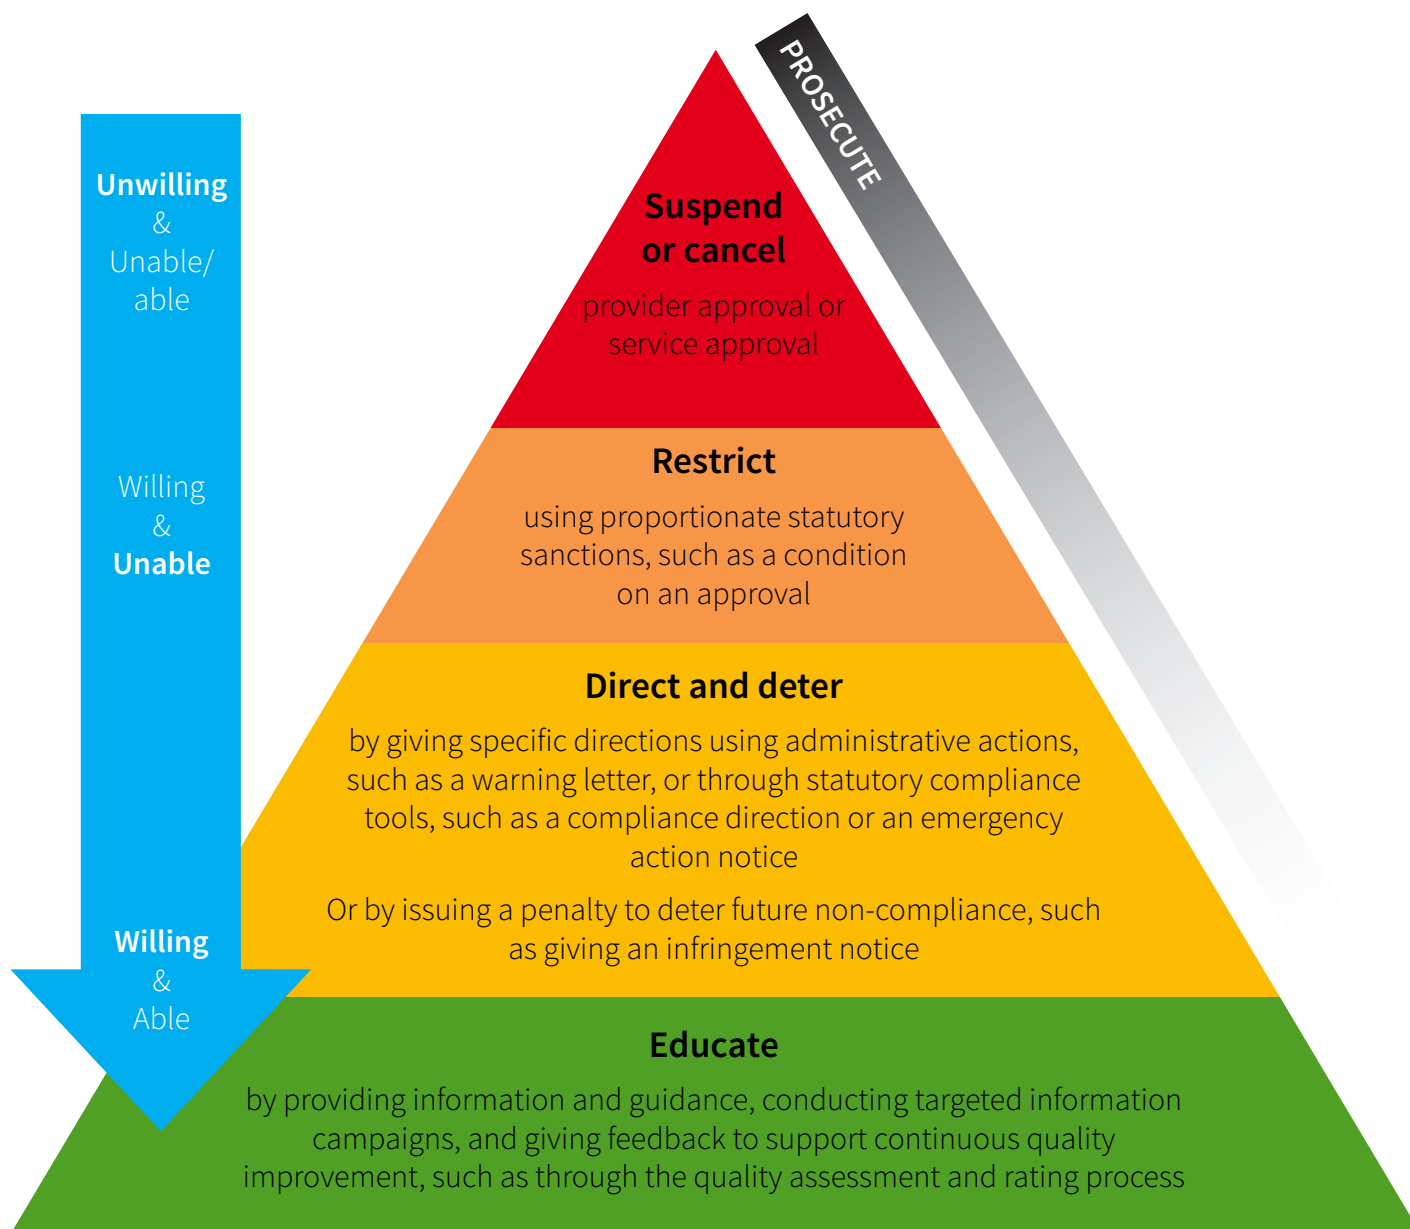 PROSECUTE
Unwilling
&
Unable/
able
Willing
&
Unable
Willing
&
Able
Suspend
or cancel
provider approval or
service approval
Restrict
using proportionate statutory
sanctions, such as a condition
on an approval
Direct and deter
by giving specific directions using administrative actions,
such as a warning letter, or through statutory compliance
tools, such as a compliance direction or an emergency
action notice
Or by issuing a penalty to deter future non-compliance, such
as giving an infringement notice
Educate
by providing information and guidance, conducting targeted information
campaigns, and giving feedback to support continuous quality
improvement, such as through the quality assessment and rating process